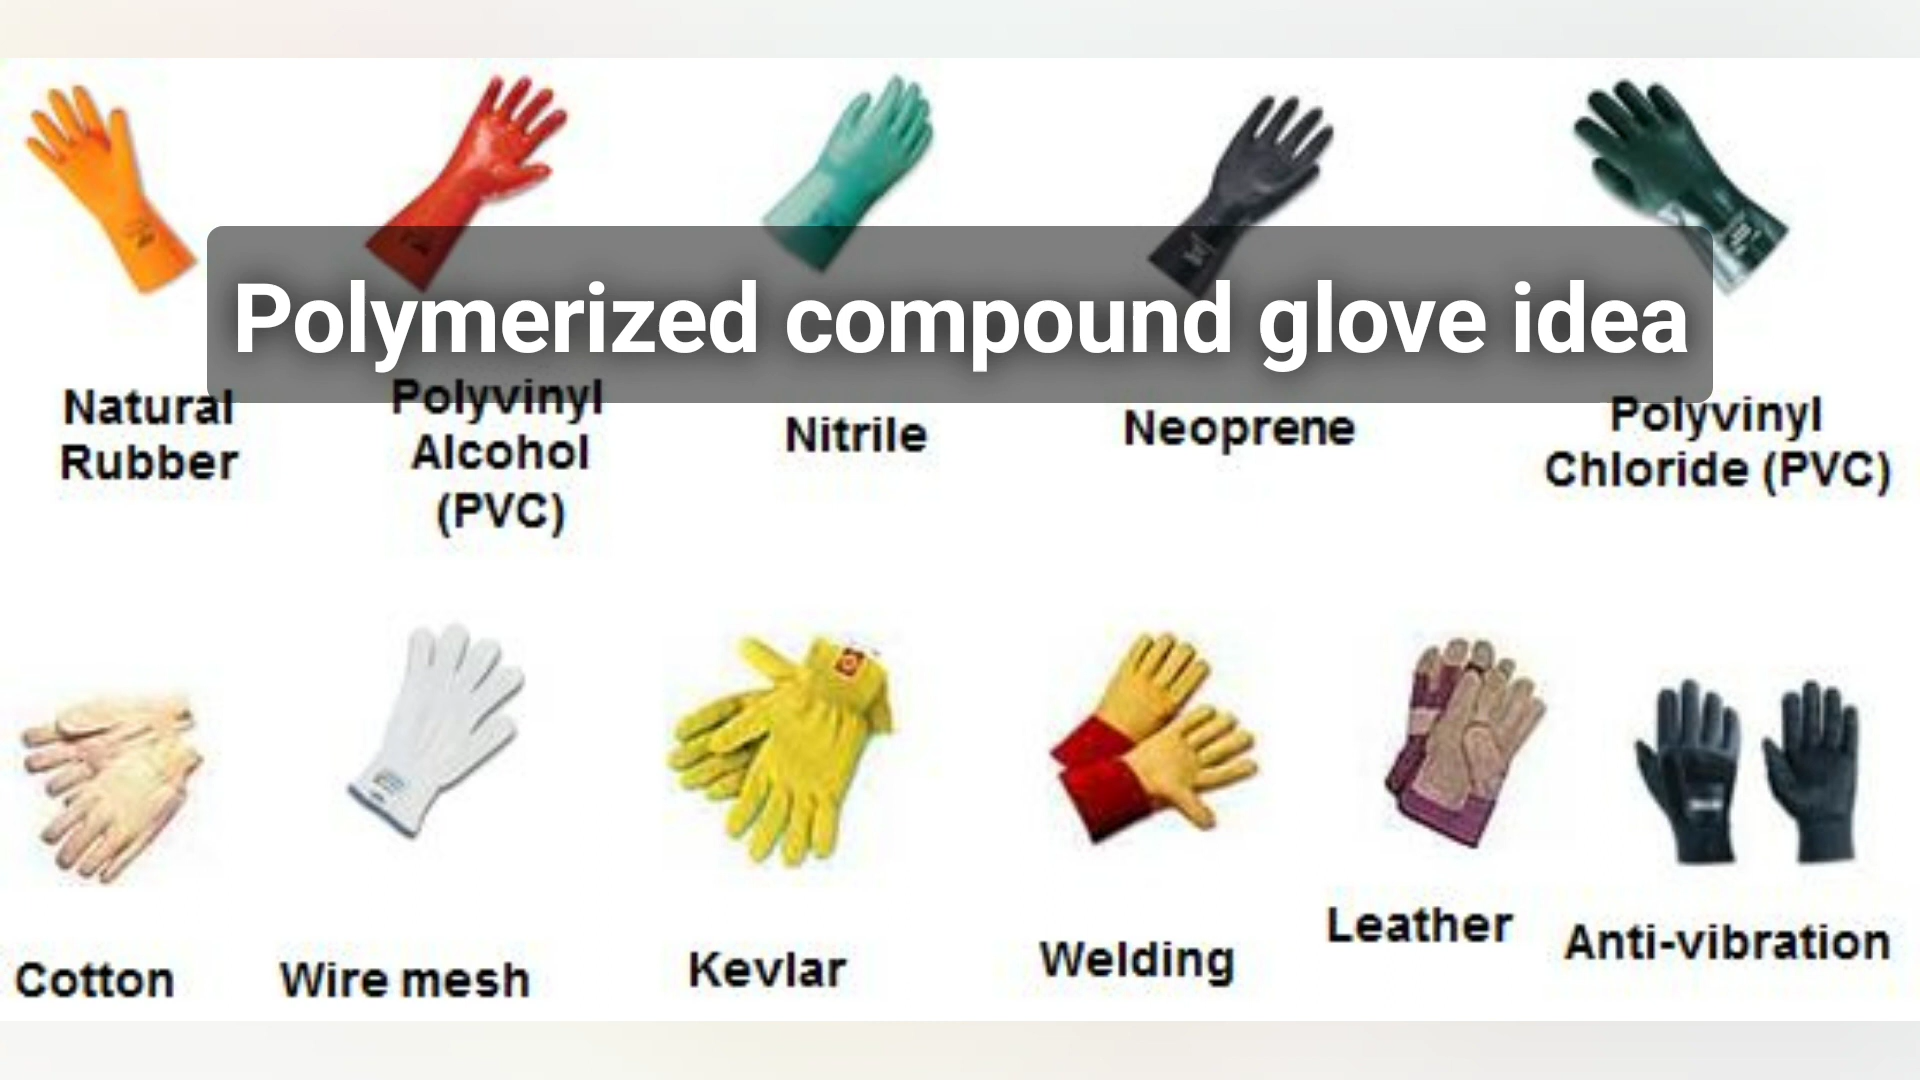 Polymerized compound glove idea
Natural
Rubber
Polyvinyl
Alcohol
(PVC)
Nitrile
Neoprene
Polyvinyl
Chloride (PVC)
Cotton
Wire mesh
Kevlar
Welding
Leather
Anti-vibration